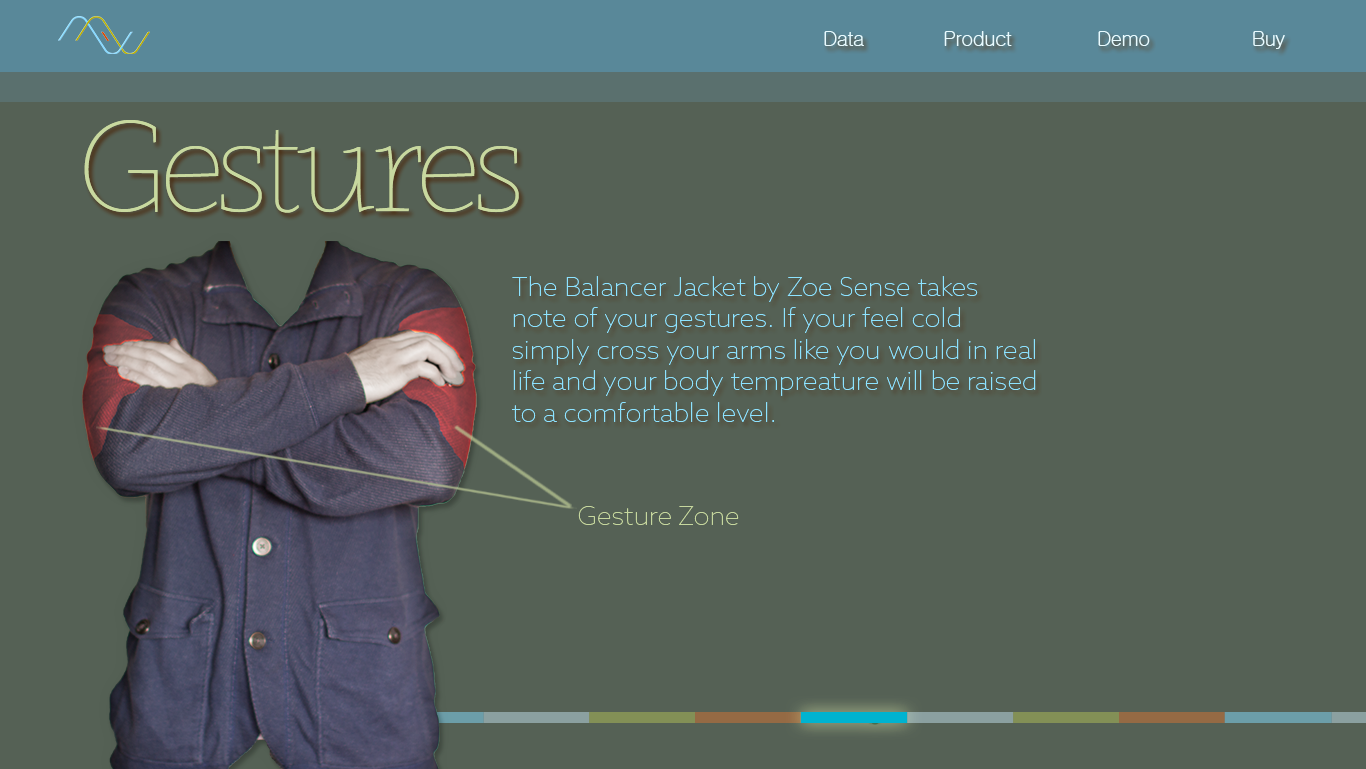 Data Product Demo Buy
Gestures
The Balancer Jacket by Zoe Sense takes
note of your gestures. If your feel cold
simply cross your arms like you would in real
life and your body tempreature will be raised
to a comfortable level.
Gesture Zone